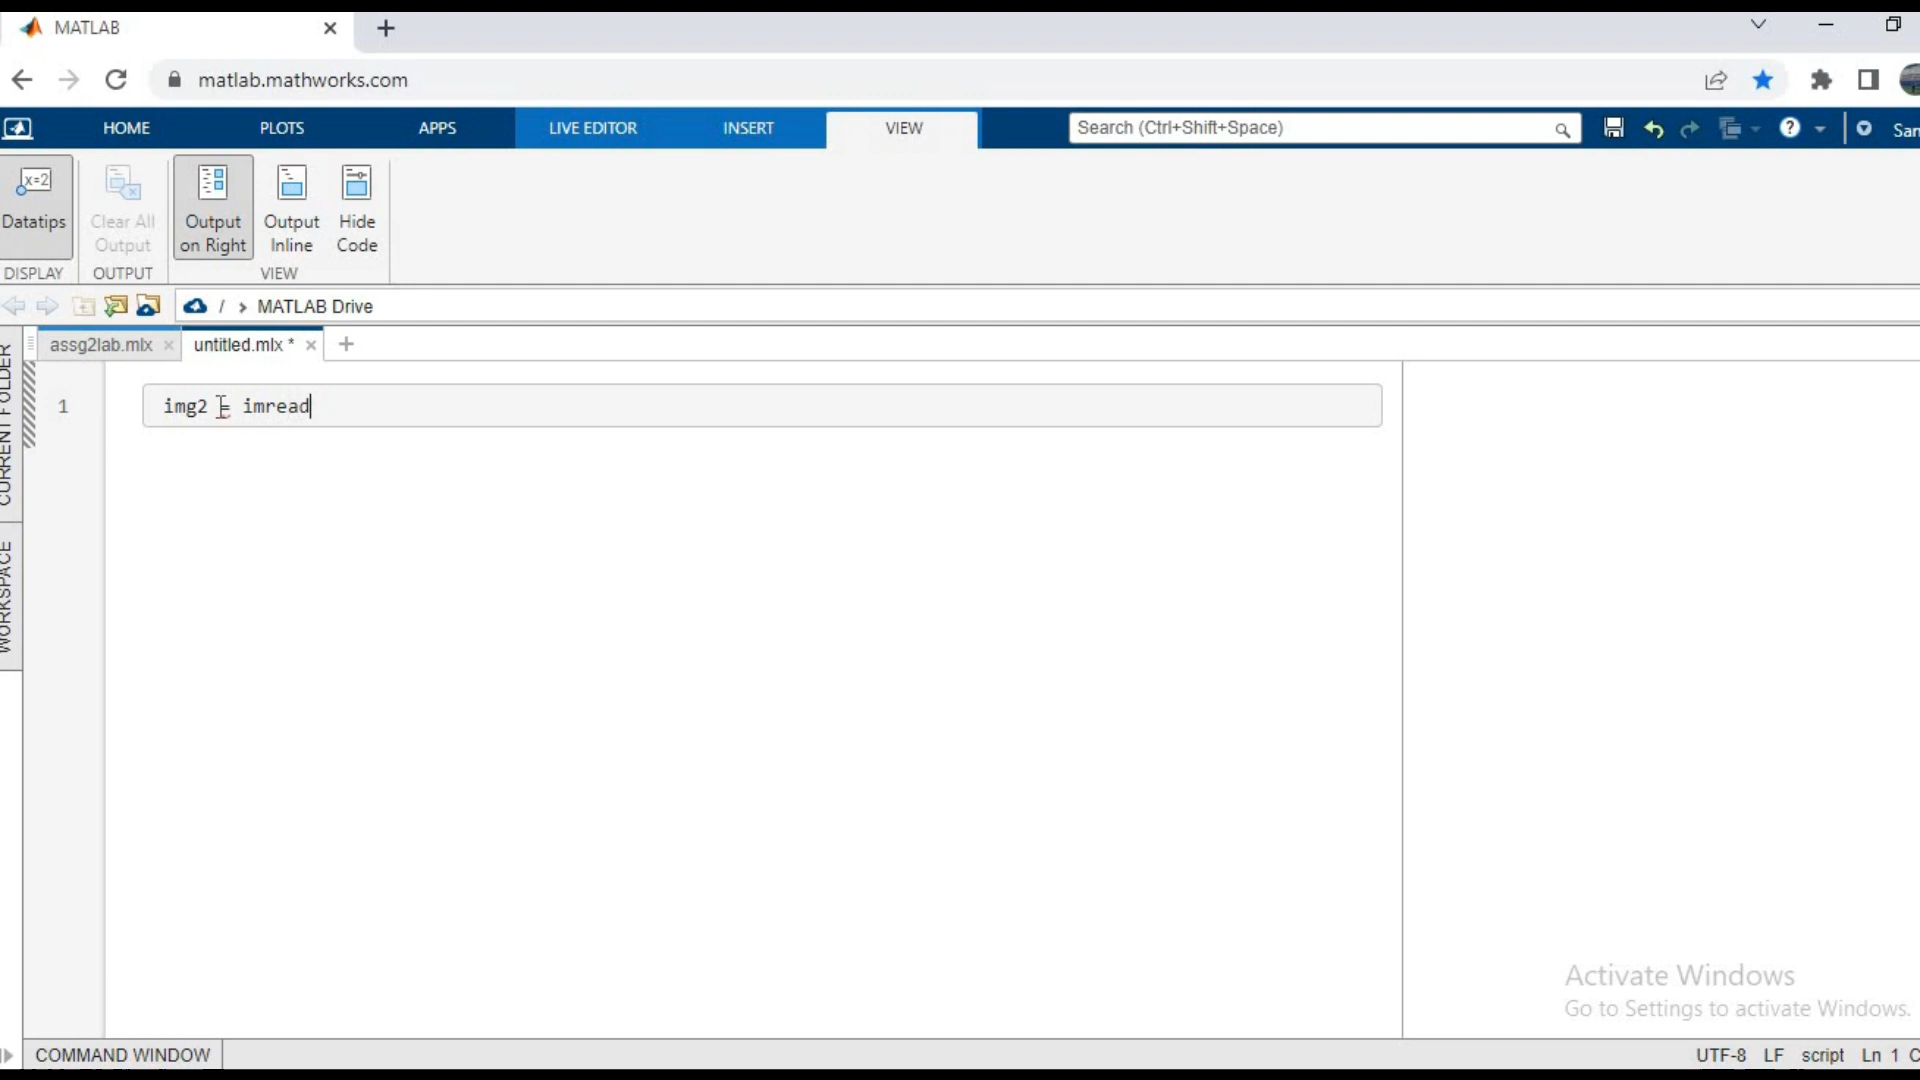 MATLAB
matlab.mathworks.com
HOME PLOTS APPS LIVE EDITOR INSERT VIEW Search (Ctrl+Shift+Space) San
x=2
Datatips Clear All Output Output on Right Output Inline Hide Code
DISPLAY OUTPUT VIEW
/ > MATLAB Drive
assg2lab.mlx × untitled.mlx * × +
CURRENT FOLDER
WORKSPACE
1 img2 = imread
Activate Windows
Go to Settings to activate Windows.
COMMAND WINDOW UTF-8 LF script Ln 1 C